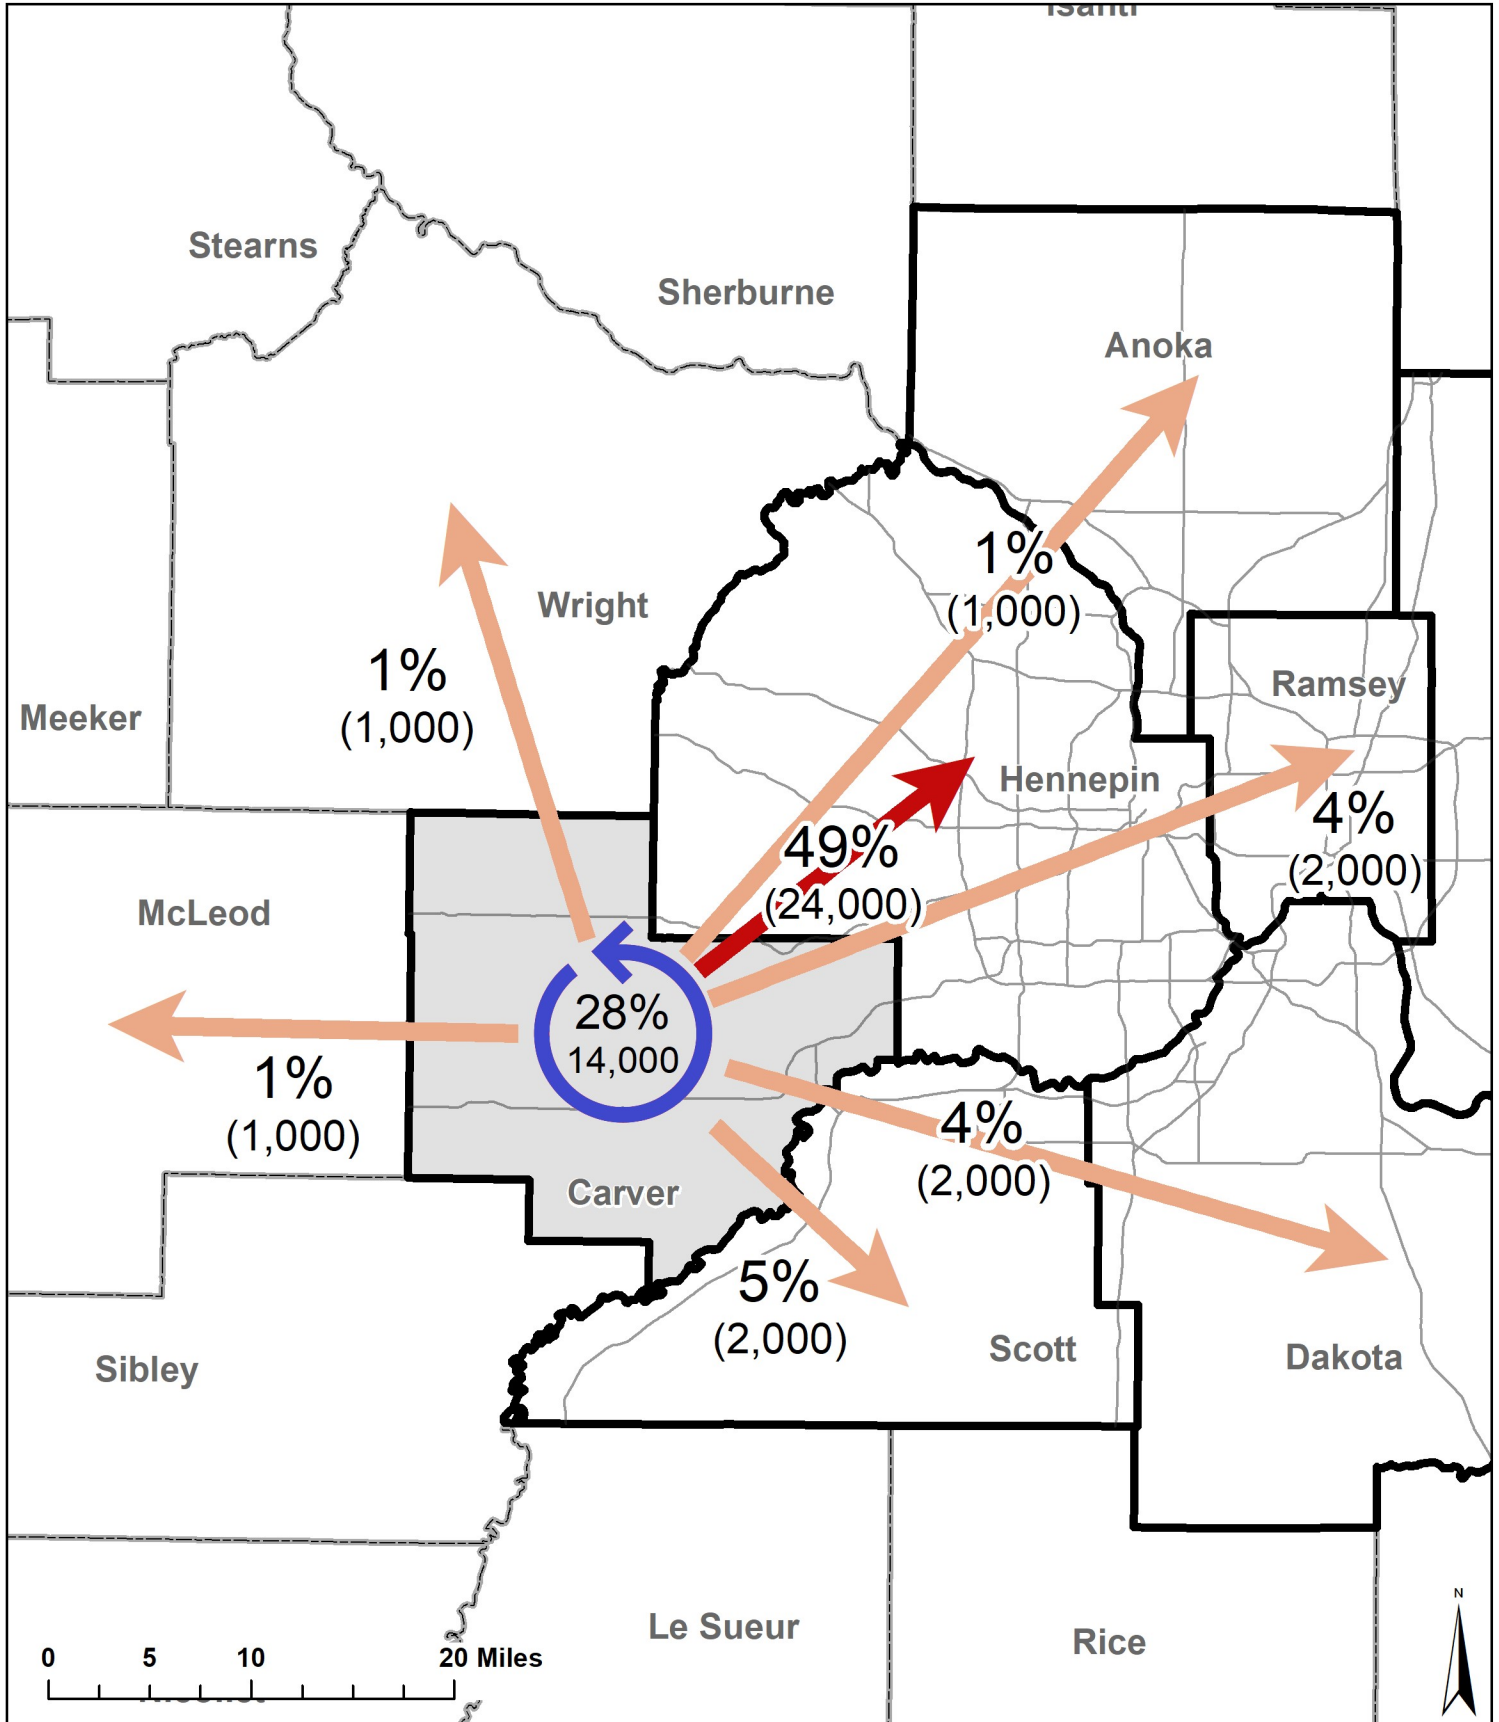 Isanti
Stearns
Sherburne
Anoka
1%
(1,000)
Wright
1%
(1,000)
Meeker
Ramsey
Hennepin
4%
(2,000)
49%
(24,000)
McLeod
28%
14,000
1%
(1,000)
4%
(2,000)
Carver
5%
(2,000)
Scott
Dakota
Sibley
Le Sueur
Rice
N
0 5 10 20 Miles